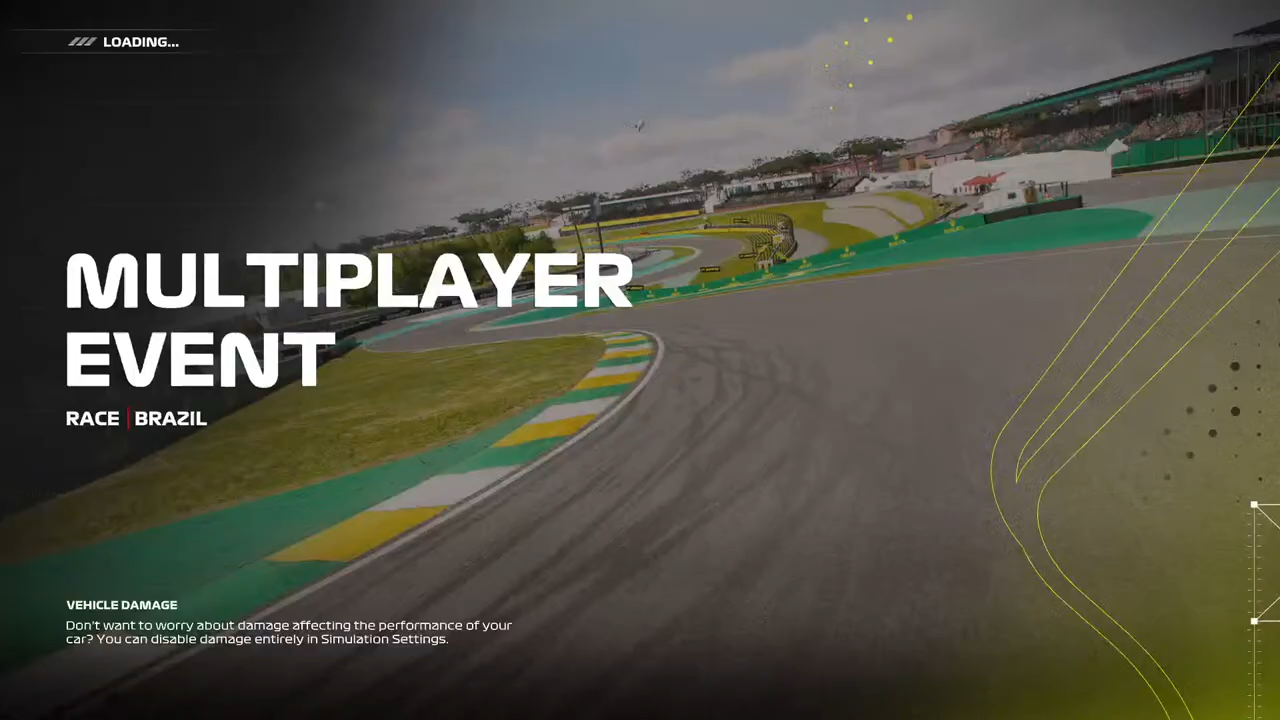 LOADING...
MULTIPLAYER
EVENT
RACE | BRAZIL
VEHICLE DAMAGE
Don't want to worry about damage affecting the performance of your
car? You can disable damage entirely in Simulation Settings.